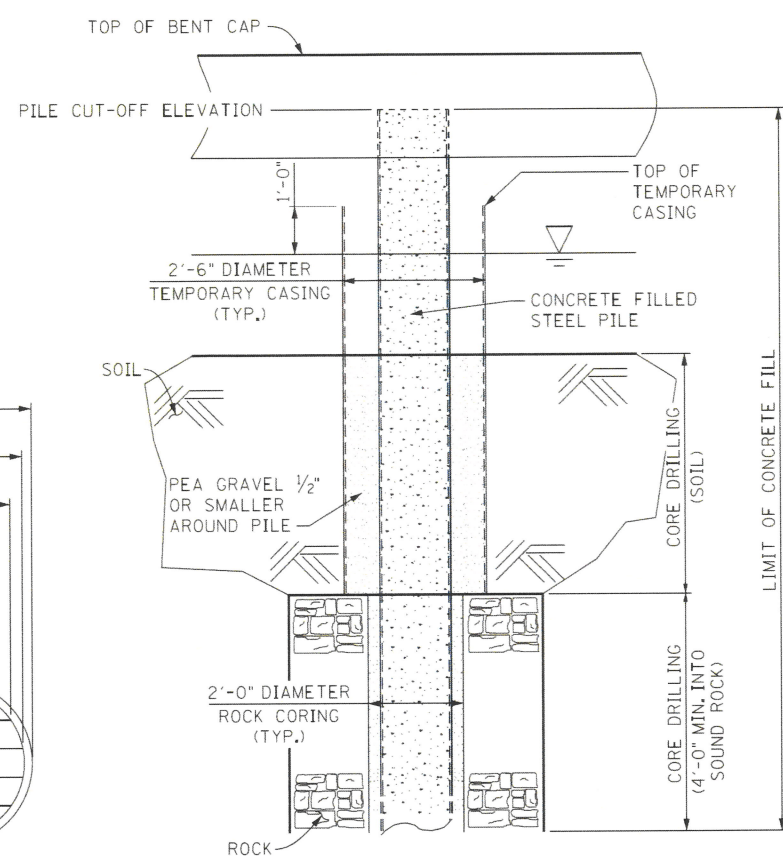 TOP OF BENT CAP
PILE CUT-OFF ELEVATION
1'-0"
TOP OF
TEMPORARY
CASING
2'-6" DIAMETER
TEMPORARY CASING
(TYP.)
CONCRETE FILLED
STEEL PILE
SOIL
PEA GRAVEL ½"
OR SMALLER
AROUND PILE
CORE DRILLING
(SOIL)
LIMIT OF CONCRETE FILL
2'-0" DIAMETER
ROCK CORING
(TYP.)
CORE DRILLING
(4'-0" MIN. INTO
SOUND ROCK)
ROCK